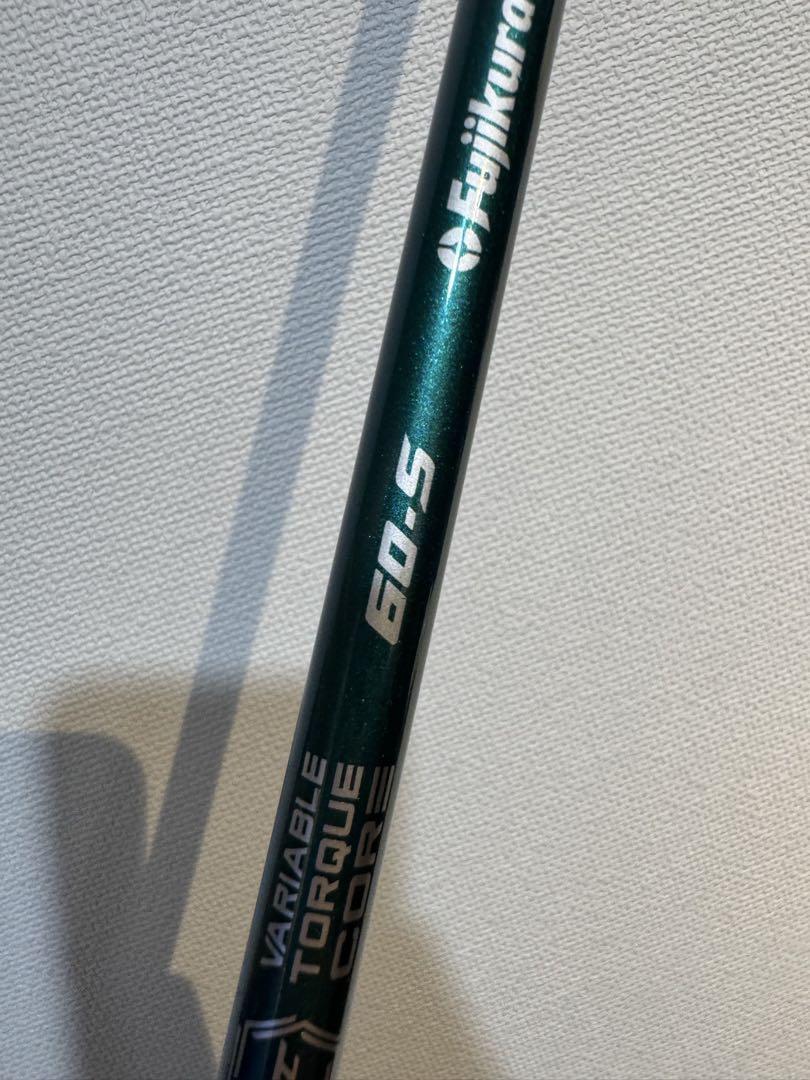 Fujikura
60·S
VARIABLE
TORQUE
CORE